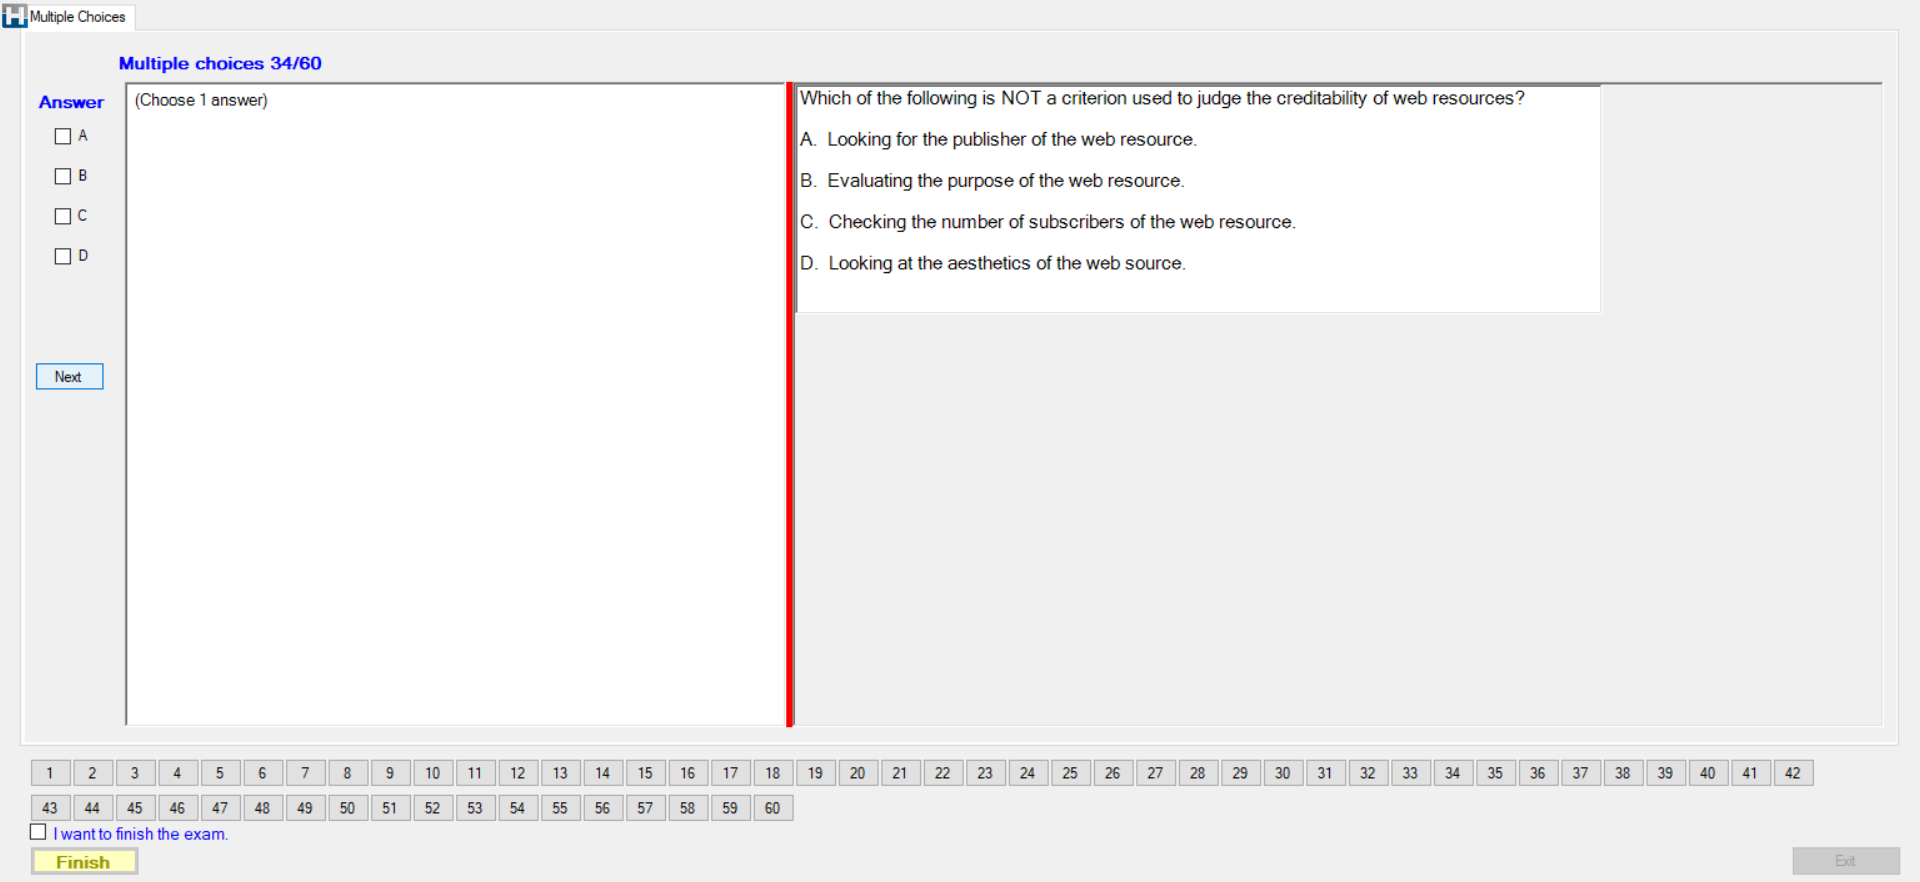 Multiple Choices
Multiple choices 34/60
Answer
A
B
C
D
Next
(Choose 1 answer)
Which of the following is NOT a criterion used to judge the creditability of web resources?
A. Looking for the publisher of the web resource.
B. Evaluating the purpose of the web resource.
C. Checking the number of subscribers of the web resource.
D. Looking at the aesthetics of the web source.
1 2 3 4 5 6 7 8 9 10 11 12 13 14 15 16 17 18 19 20 21 22 23 24 25 26 27 28 29 30 31 32 33 34 35 36 37 38 39 40 41 42
43 44 45 46 47 48 49 50 51 52 53 54 55 56 57 58 59 60
I want to finish the exam.
Finish
Exit